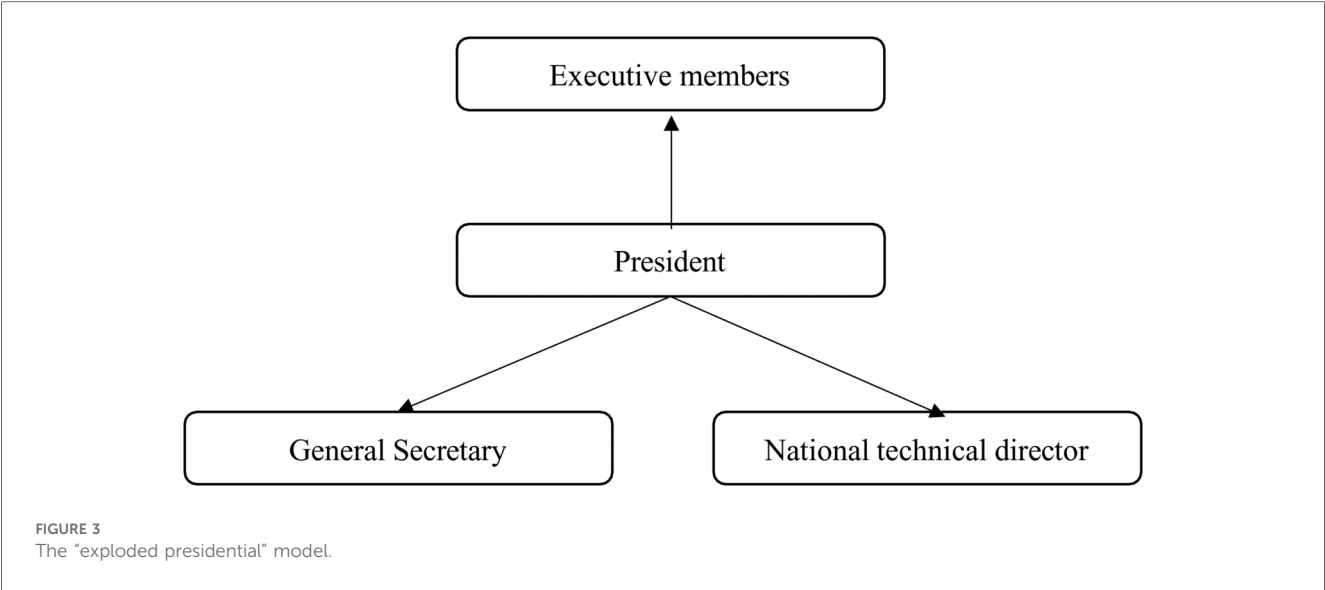 Executive members
President
General Secretary
National technical director
FIGURE 3
The “exploded presidential” model.